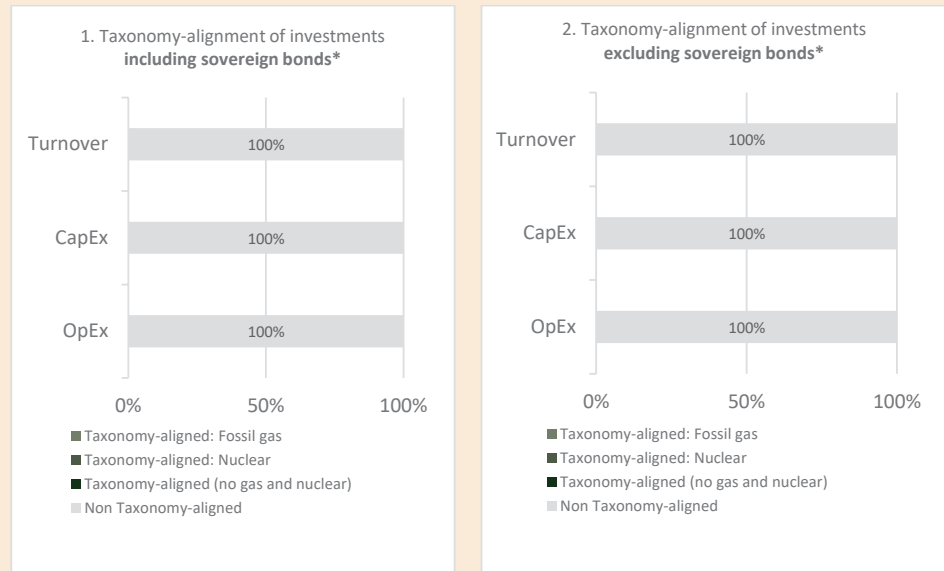 1. Taxonomy-alignment of investments
including sovereign bonds*
Turnover
100%
CapEx
100%
OpEx
100%
0%
50%
100%
Taxonomy-aligned: Fossil gas
Taxonomy-aligned: Nuclear
Taxonomy-aligned (no gas and nuclear)
Non Taxonomy-aligned
2. Taxonomy-alignment of investments
excluding sovereign bonds*
Turnover
100%
CapEx
100%
OpEx
100%
0%
50%
100%
Taxonomy-aligned: Fossil gas
Taxonomy-aligned: Nuclear
Taxonomy-aligned (no gas and nuclear)
Non Taxonomy-aligned